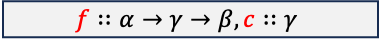 f :: α → γ → β, c :: γ